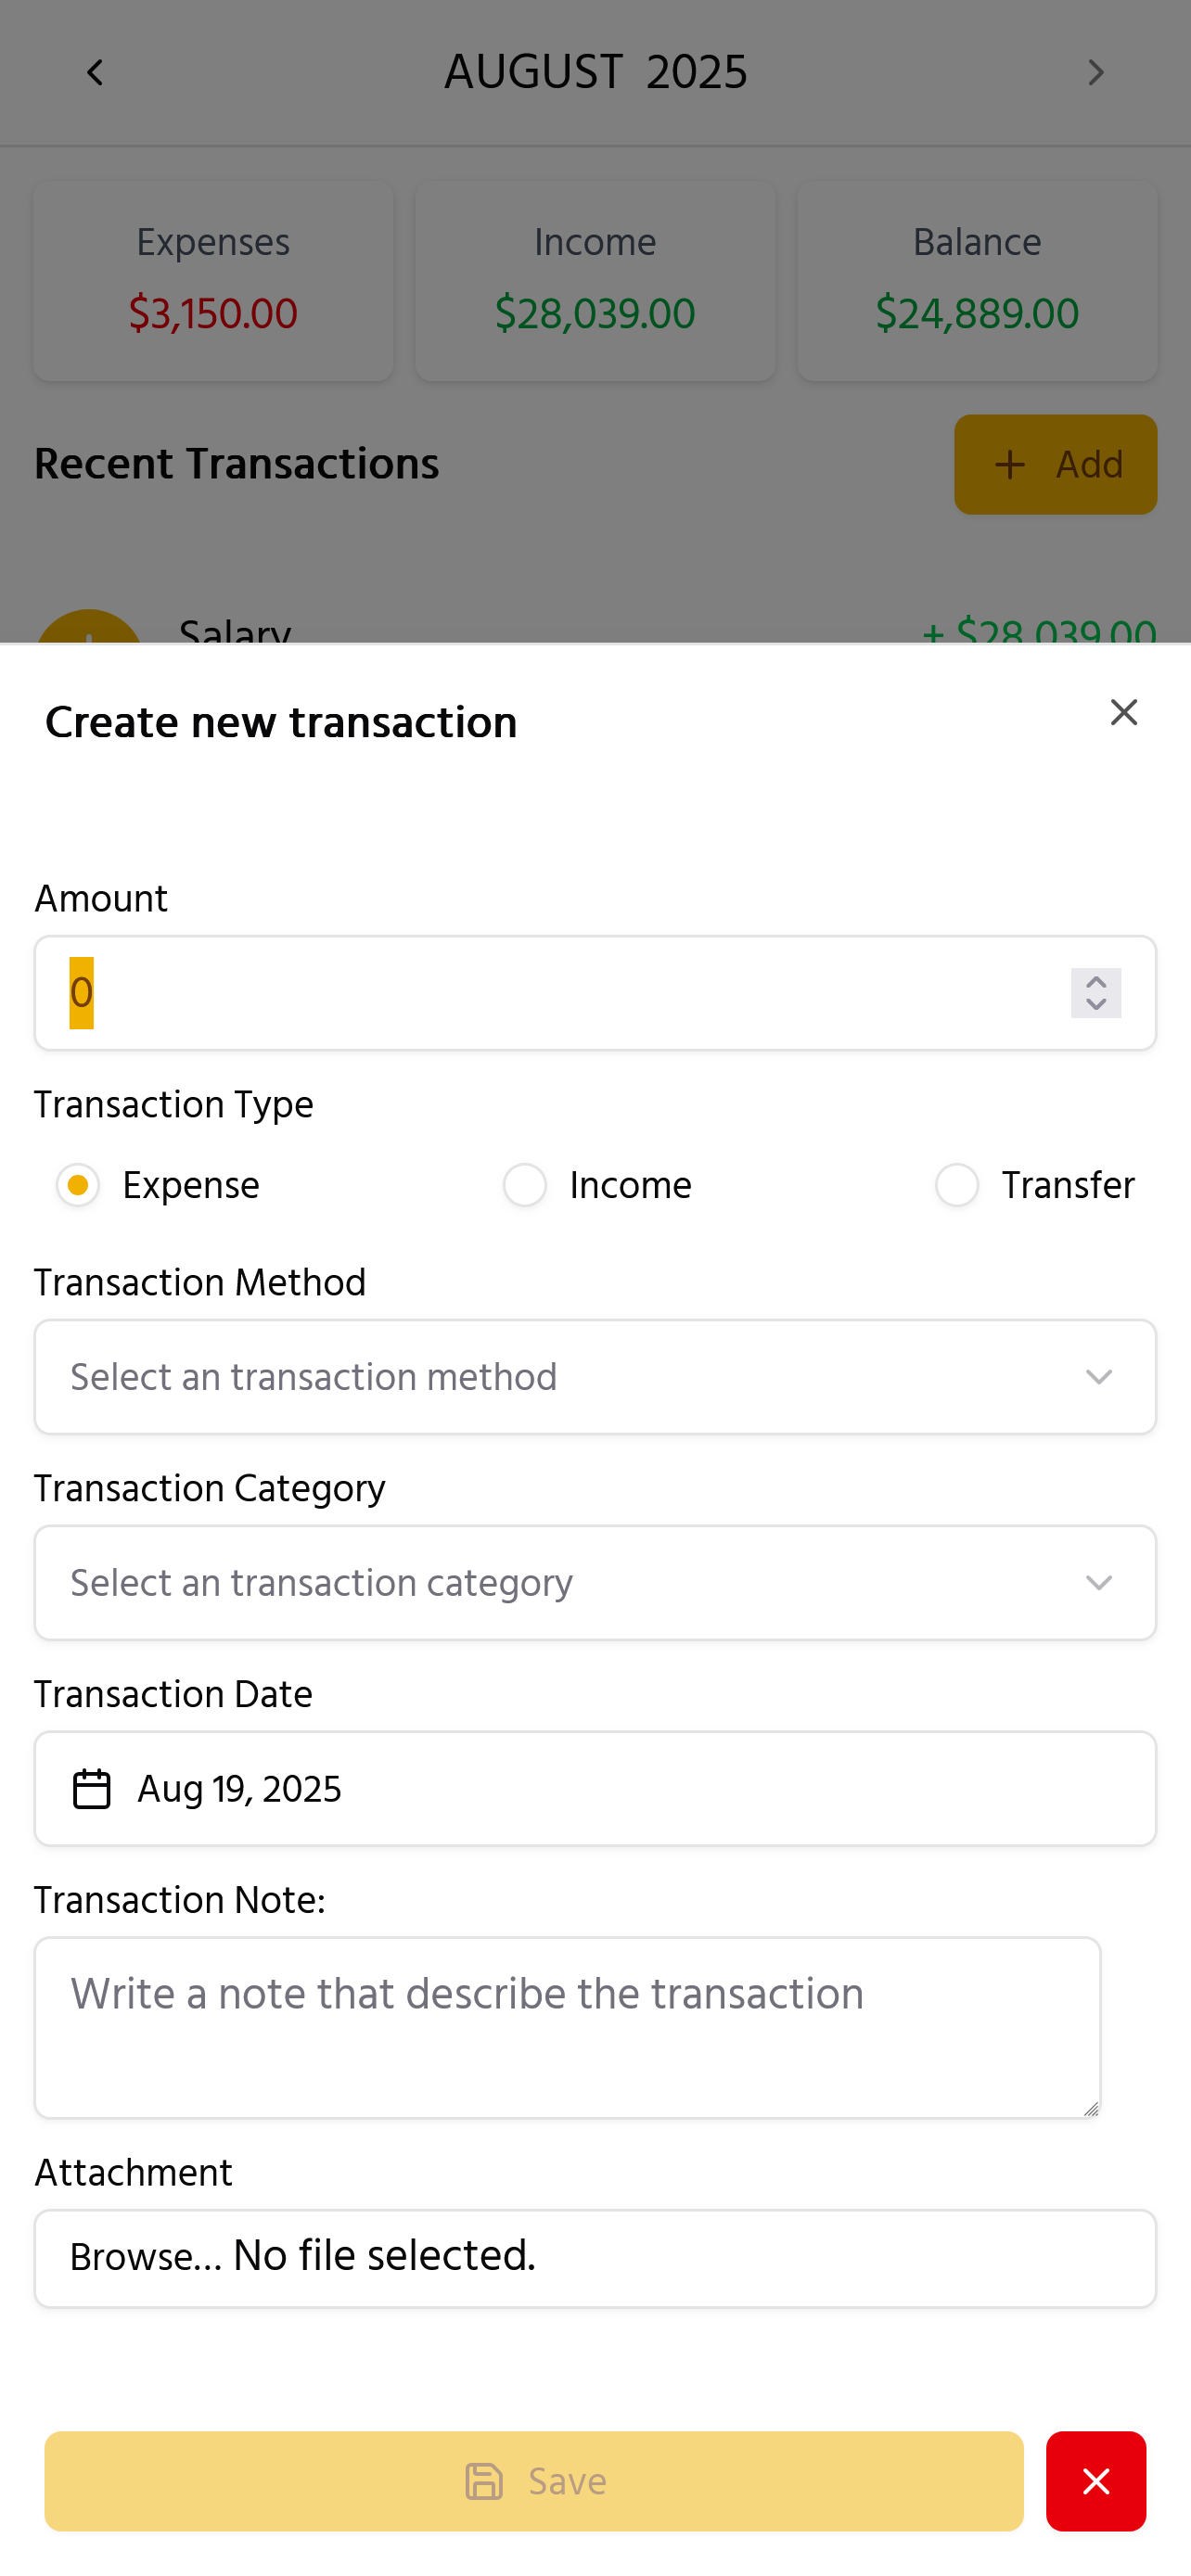 AUGUST 2025
Expenses Income Balance
$3,150.00 $28,039.00 $24,889.00
Recent Transactions + Add
Salary + $28,039.00
Create new transaction
Amount
0
Transaction Type
Expense Income Transfer
Transaction Method
Select an transaction method
Transaction Category
Select an transaction category
Transaction Date
Aug 19, 2025
Transaction Note:
Write a note that describe the transaction
Attachment
Browse... No file selected.
Save